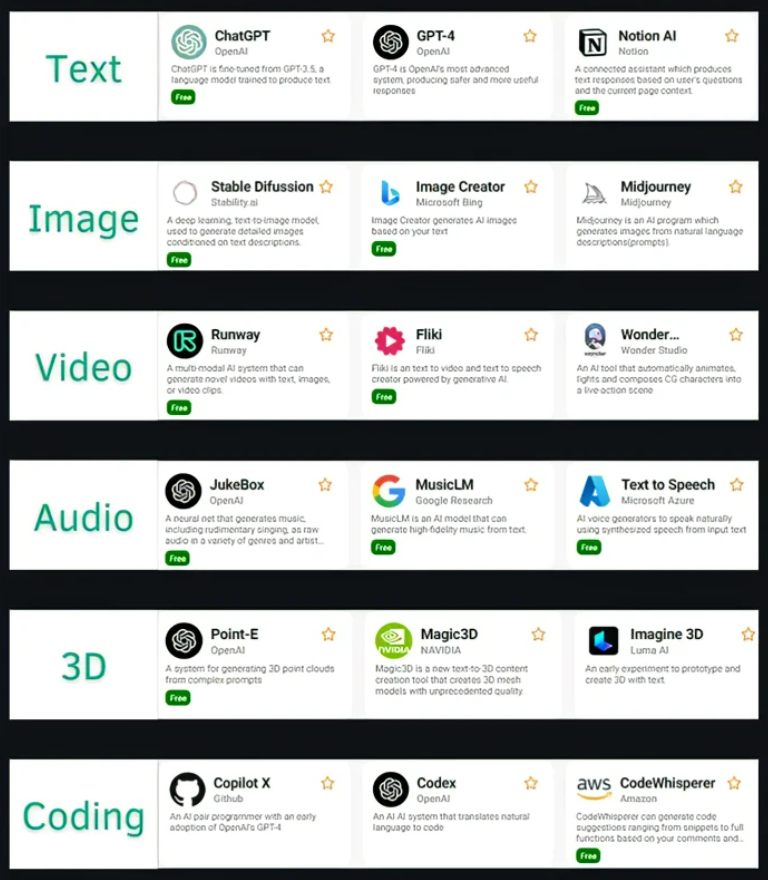 Text
ChatGPT
OpenAI
ChatGPT is fine-tuned from GPT-3.5, a
language model trained to produce text.
Free
GPT-4
OpenAI
GPT-4 is OpenAI's most advanced
system, producing safer and more useful
responses
Notion AI
Notion
A connected assistant which produces
text responses based on user's questions
and the current page context.
Free
Image
Stable Difussion
Stability.ai
A deep learning, text-to-image model,
used to generate detailed images
conditioned on text descriptions.
Free
Image Creator
Microsoft Bing
Image Creator generates AI images
based on your text
Free
Midjourney
Midjourney
Midjourney is an AI program which
generates images from natural language
descriptions(prompts).
Video
Runway
Runway
A multi-modal AI system that can
generate novel videos with text, images,
or video clips.
Free
Fliki
Fliki
Fliki is an text to video and text to speech
creator powered by generative AI.
Free
wonder
Wonder...
Wonder Studio
An AI tool that automatically animates,
lights and composes CG characters into
a live-action scene
Audio
JukeBox
OpenAI
A neural net that generates music,
including rudimentary singing, as raw
audio in a variety of genres and artist...
Free
MusicLM
Google Research
MusicLM is an AI model that can
generate high-fidelity music from text.
Free
Text to Speech
Microsoft Azure
AI voice generators to speak naturally
using synthesized speech from input text
Free
3D
Point-E
OpenAI
A system for generating 3D point clouds
from complex prompts
Free
NVIDIA
Magic3D
NAVIDIA
Magic3D is a new text-to-3D content
creation tool that creates 3D mesh
models with unprecedented quality.
Imagine 3D
Luma AI
An early experiment to prototype and
create 3D with text.
Coding
Copilot X
Github
An AI pair programmer with an early
adoption of OpenAI's GPT-4
Codex
OpenAI
An AI AI system that translates natural
language to code
aws
CodeWhisperer
Amazon
CodeWhisperer can generate code
suggestions ranging from snippets to full
functions based on your comments and...
Free